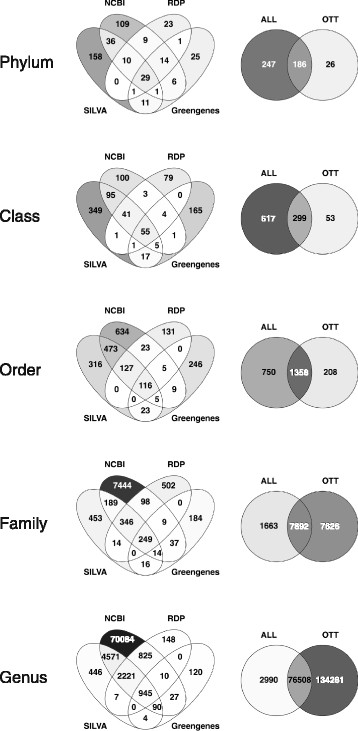 NCBI RDP ALL OTT
109 23
36 9 1
158 10 14 25 247 186 26
29
0 1 1 6
11
SILVA Greengenes
Phylum
NCBI RDP ALL OTT
100 79
95 3 0
349 41 4 165 617 299 53
55
1 1 5 1
17
SILVA Greengenes
Class
NCBI RDP ALL OTT
634 131
473 23 0
316 127 5 246 750 1358 208
116
0 0 5 9
23
SILVA Greengenes
Order
NCBI RDP ALL OTT
7444 502
189 98 0
453 346 9 184 1663 7892 7626
249
14 0 14 37
16
SILVA Greengenes
Family
NCBI RDP ALL OTT
70084 148
4571 825 0
446 2221 10 120 2990 76508 134261
945
7 0 90 27
4
SILVA Greengenes
Genus